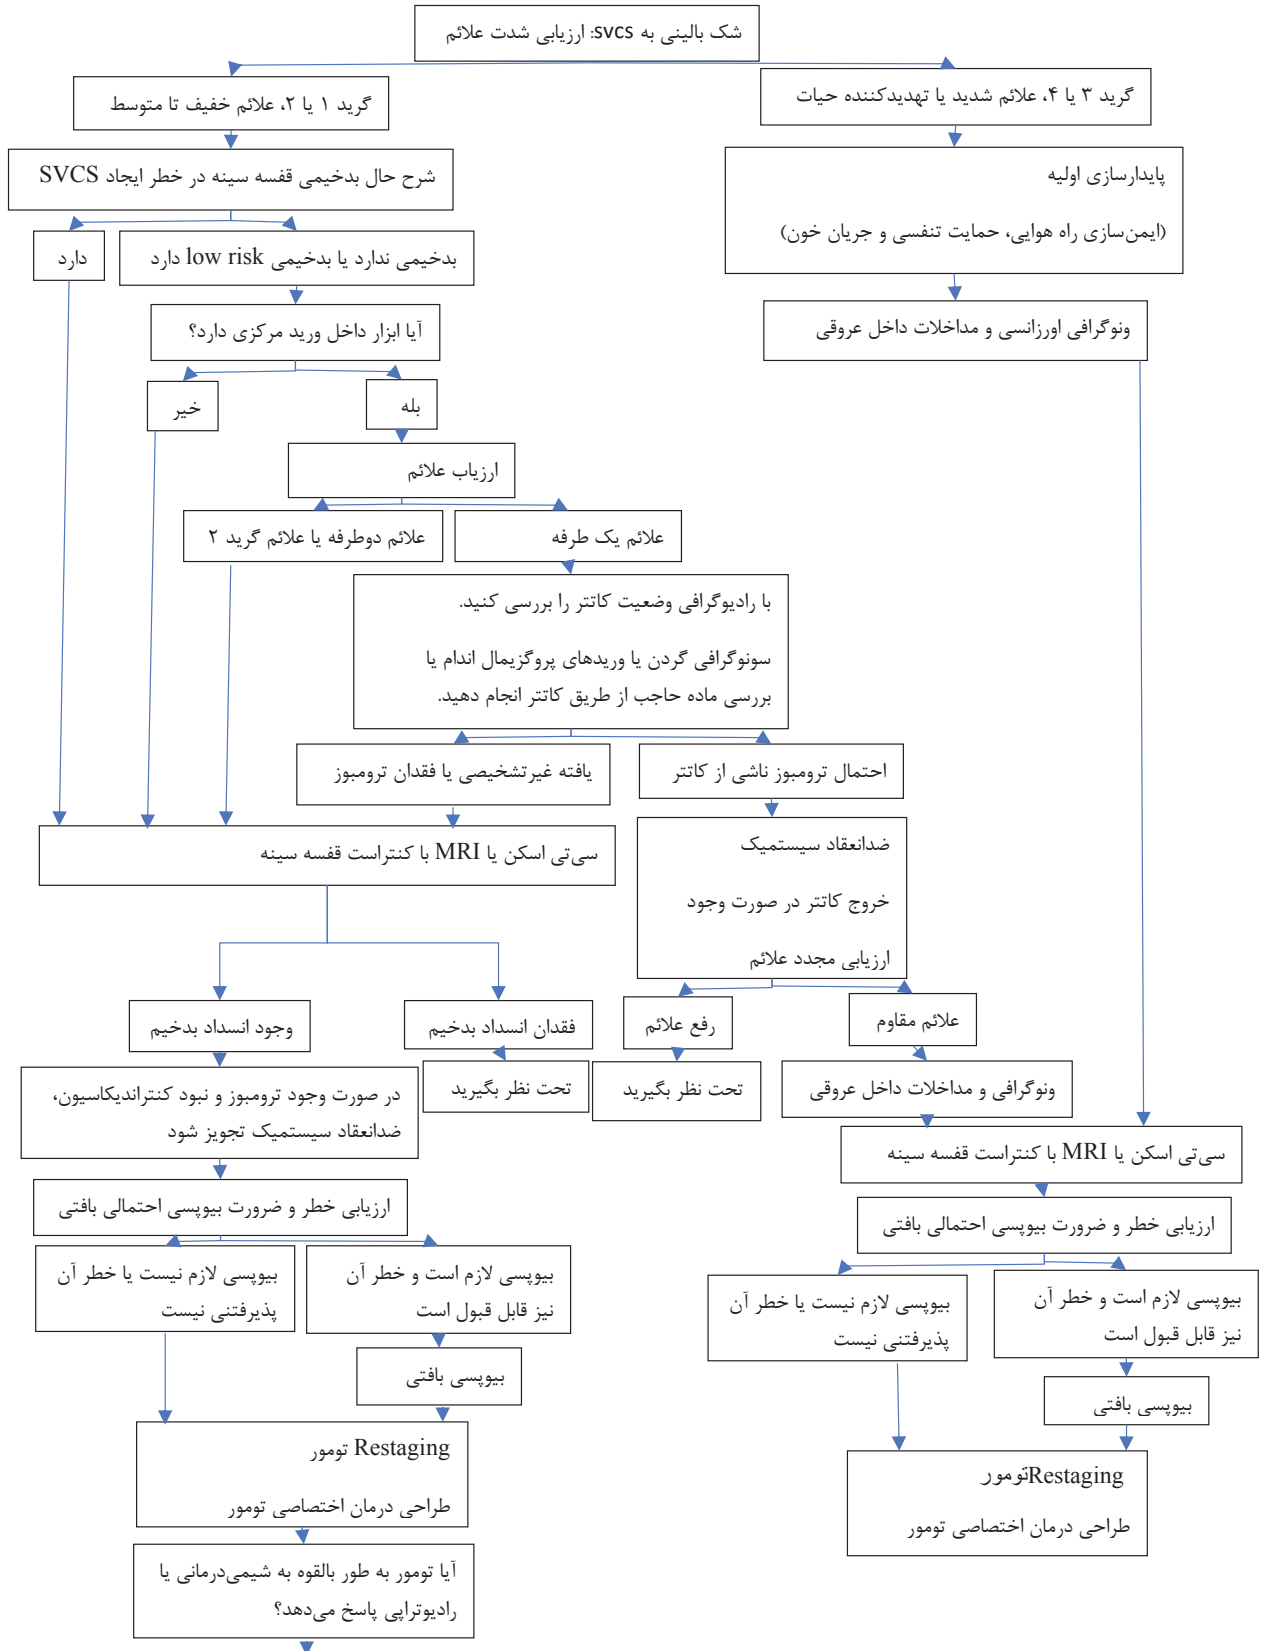 شک بالینی به SVCS: ارزیابی شدت علائم
گرید ۳ یا ۴، علائم شدید یا تهدیدکننده حیات
گرید ۱ یا ۲، علائم خفیف تا متوسط
پایدارسازی اولیه
(ایمن‌سازی راه هوایی، حمایت تنفسی و جریان خون)
شرح حال بدخیمی قفسه سینه در خطر ایجاد SVCS
بدخیمی ندارد یا بدخیمی low risk دارد
دارد
ونوگرافی اورژانسی و مداخلات داخل عروقی
آیا ابزار داخل ورید مرکزی دارد؟
بله
خیر
ارزیاب علائم
علائم یک طرفه
علائم دوطرفه یا علائم گرید ۲
با رادیوگرافی وضعیت کاتتر را بررسی کنید.
سونوگرافی گردن یا وریدهای پروگزیمال اندام یا
بررسی ماده حاجب از طریق کاتتر انجام دهید.
احتمال ترومبوز ناشی از کاتتر
یافته غیرتشخیصی یا فقدان ترومبوز
ضدانعقاد سیستمیک
خروج کاتتر در صورت وجود
ارزیابی مجدد علائم
سی‌تی اسکن یا MRI با کنتراست قفسه سینه
علائم مقاوم
رفع علائم
فقدان انسداد بدخیم
وجود انسداد بدخیم
ونوگرافی و مداخلات داخل عروقی
تحت نظر بگیرید
تحت نظر بگیرید
در صورت وجود ترومبوز و نبود کنتراندیکاسیون،
ضدانعقاد سیستمیک تجویز شود
سی‌تی اسکن یا MRI با کنتراست قفسه سینه
ارزیابی خطر و ضرورت بیوپسی احتمالی بافتی
ارزیابی خطر و ضرورت بیوپسی احتمالی بافتی
بیوپسی لازم است و خطر آن
نیز قابل قبول است
بیوپسی لازم نیست یا خطر آن
پذیرفتنی نیست
بیوپسی لازم است و خطر آن
نیز قابل قبول است
بیوپسی لازم نیست یا خطر آن
پذیرفتنی نیست
بیوپسی بافتی
بیوپسی بافتی
Restaging تومور
طراحی درمان اختصاصی تومور
Restagingتومور
طراحی درمان اختصاصی تومور
آیا تومور به طور بالقوه به شیمی‌درمانی یا
رادیوتراپی پاسخ می‌دهد؟